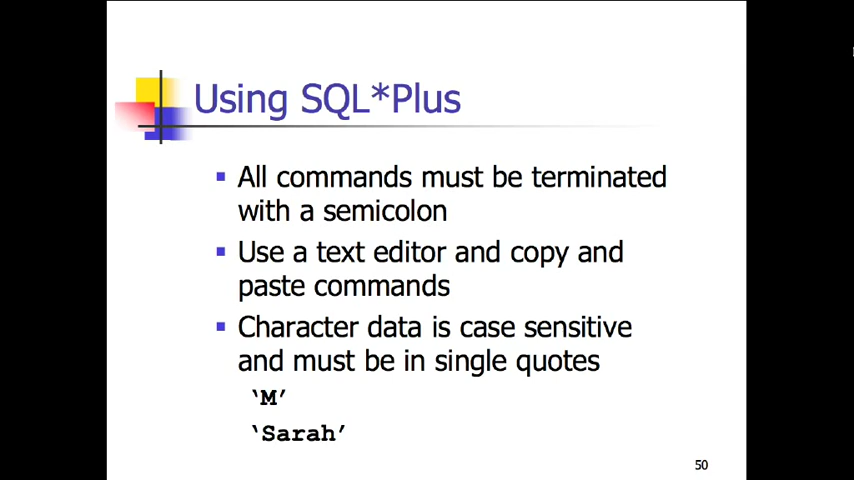 Using SQL*Plus
All commands must be terminated
with a semicolon
Use a text editor and copy and
paste commands
Character data is case sensitive
and must be in single quotes
‘M’
‘Sarah’
50